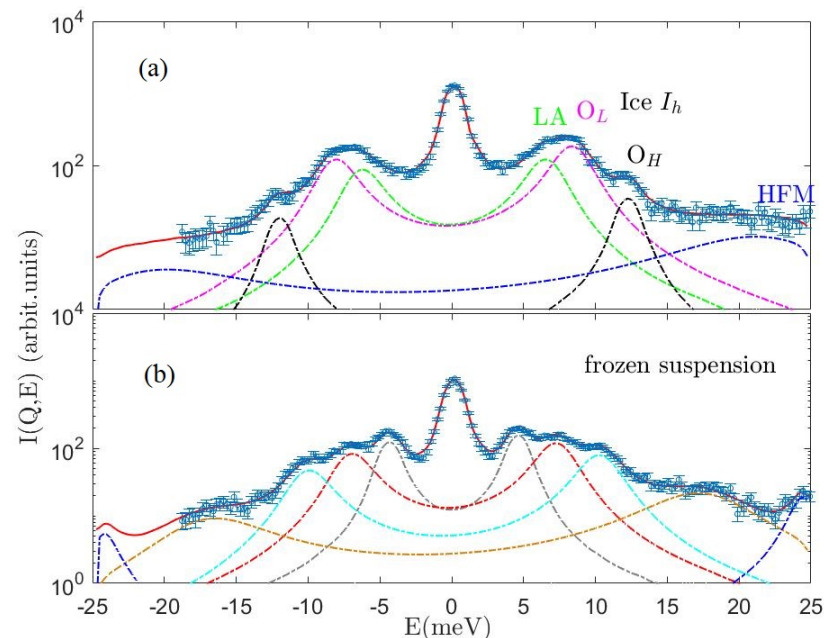 10^4
(a)
LA
O_L
Ice I_h
O_H
10^2
HFM
10^4
(b)
frozen suspension
10^2
10^0
I(Q,E) (arbit.units)
-25 -20 -15 -10 -5 0 5 10 15 20 25
E(meV)